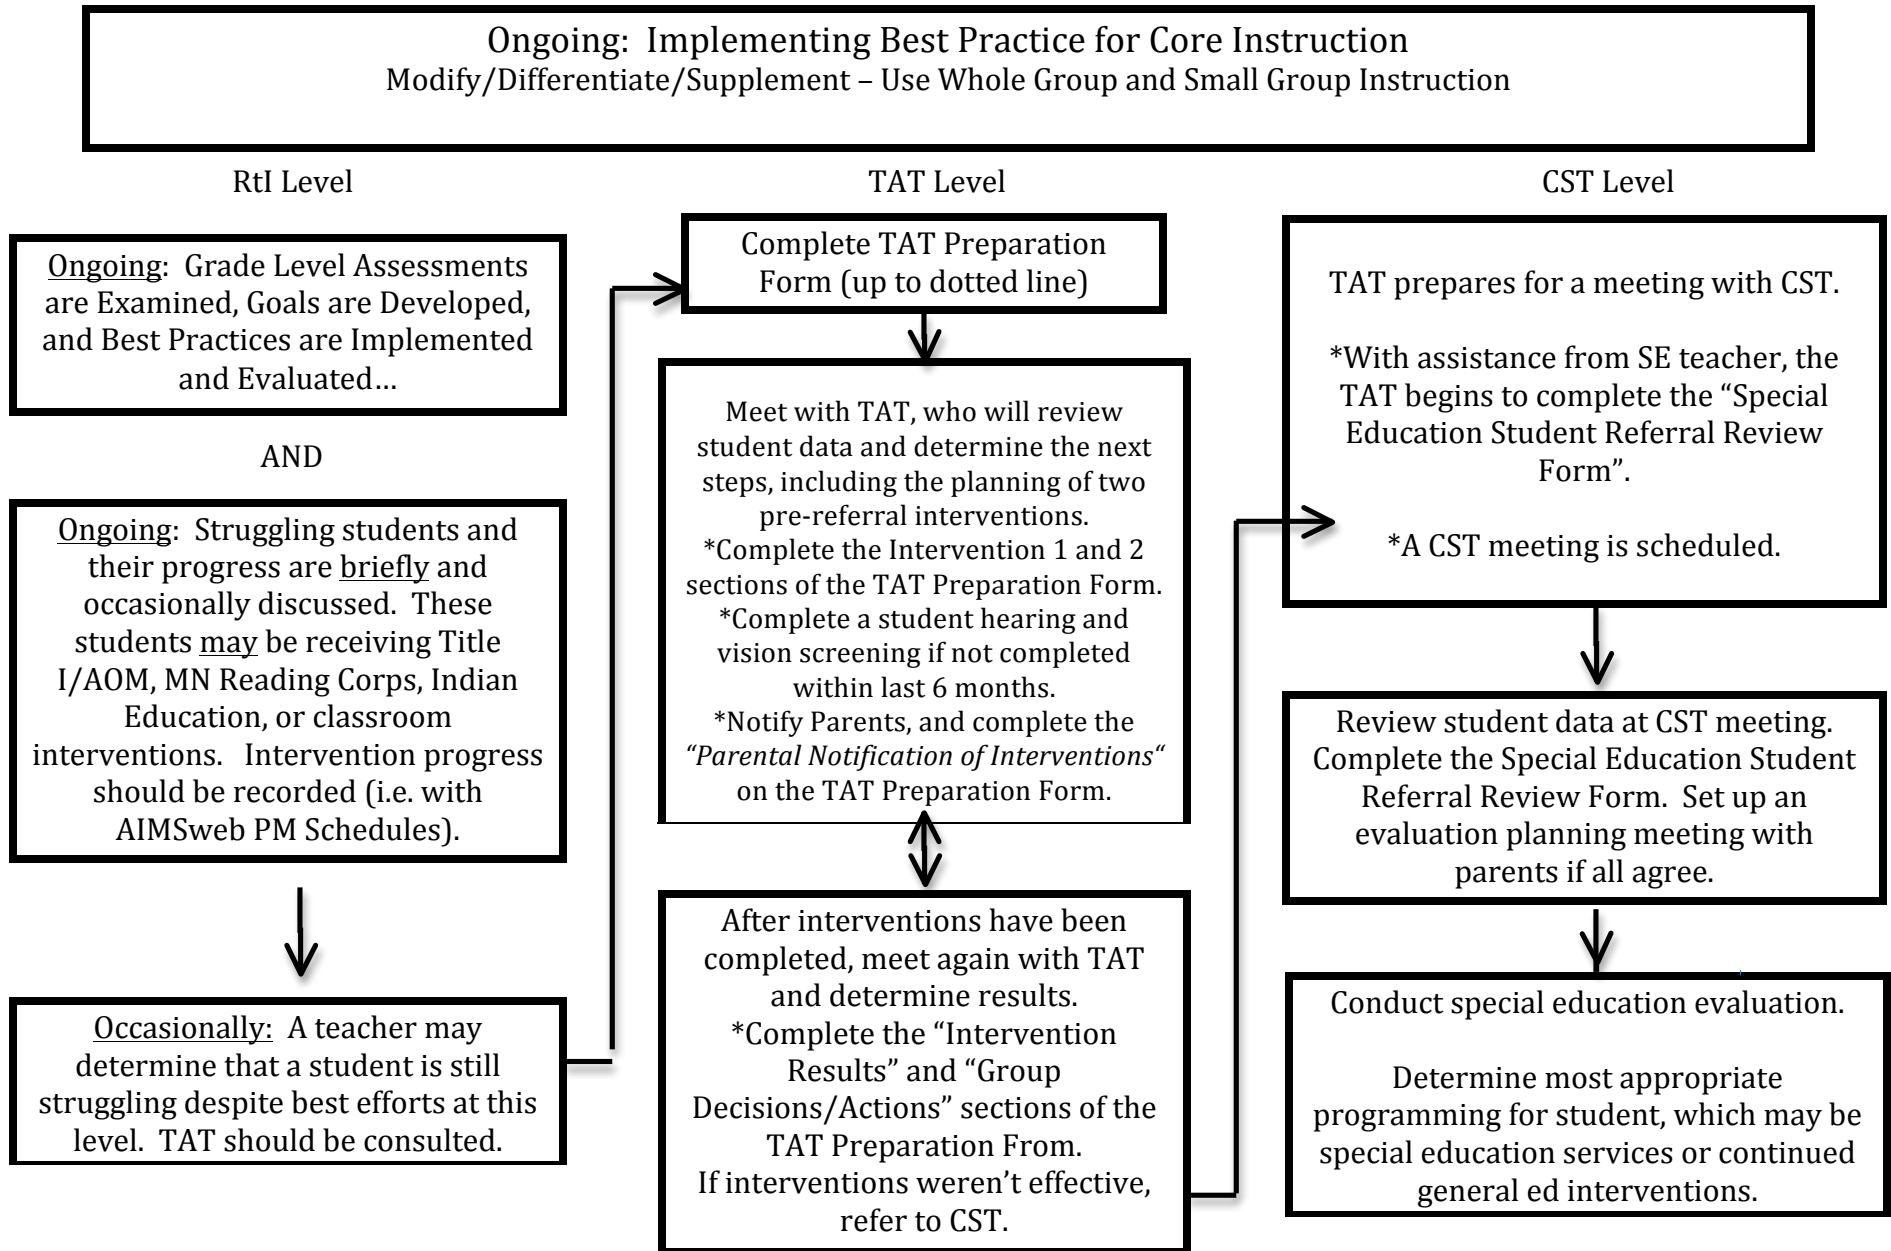 Ongoing:  Implementing Best Practice for Core Instruction
Modify/Differentiate/Supplement – Use Whole Group and Small Group Instruction
RtI Level
Ongoing:  Grade Level Assessments
are Examined, Goals are Developed,
and Best Practices are Implemented
and Evaluated…
AND
Ongoing:  Struggling students and
their progress are briefly and
occasionally discussed.  These
students may be receiving Title
I/AOM, MN Reading Corps, Indian
Education, or classroom
interventions.   Intervention progress
should be recorded (i.e. with
AIMSweb PM Schedules).
Occasionally:  A teacher may
determine that a student is still
struggling despite best efforts at this
level.  TAT should be consulted.
TAT Level
Complete TAT Preparation
Form (up to dotted line)
Meet with TAT, who will review
student data and determine the next
steps, including the planning of two
pre-referral interventions.
*Complete the Intervention 1 and 2
sections of the TAT Preparation Form.
*Complete a student hearing and
vision screening if not completed
within last 6 months.
*Notify Parents, and complete the
“Parental Notification of Interventions“
on the TAT Preparation Form.
After interventions have been
completed, meet again with TAT
and determine results.
*Complete the “Intervention
Results” and “Group
Decisions/Actions” sections of the
TAT Preparation From.
If interventions weren’t effective,
refer to CST.
CST Level
TAT prepares for a meeting with CST.
*With assistance from SE teacher, the
TAT begins to complete the “Special
Education Student Referral Review
Form”.
*A CST meeting is scheduled.
Review student data at CST meeting.
Complete the Special Education Student
Referral Review Form.  Set up an
evaluation planning meeting with
parents if all agree.
Conduct special education evaluation.
Determine most appropriate
programming for student, which may be
special education services or continued
general ed interventions.